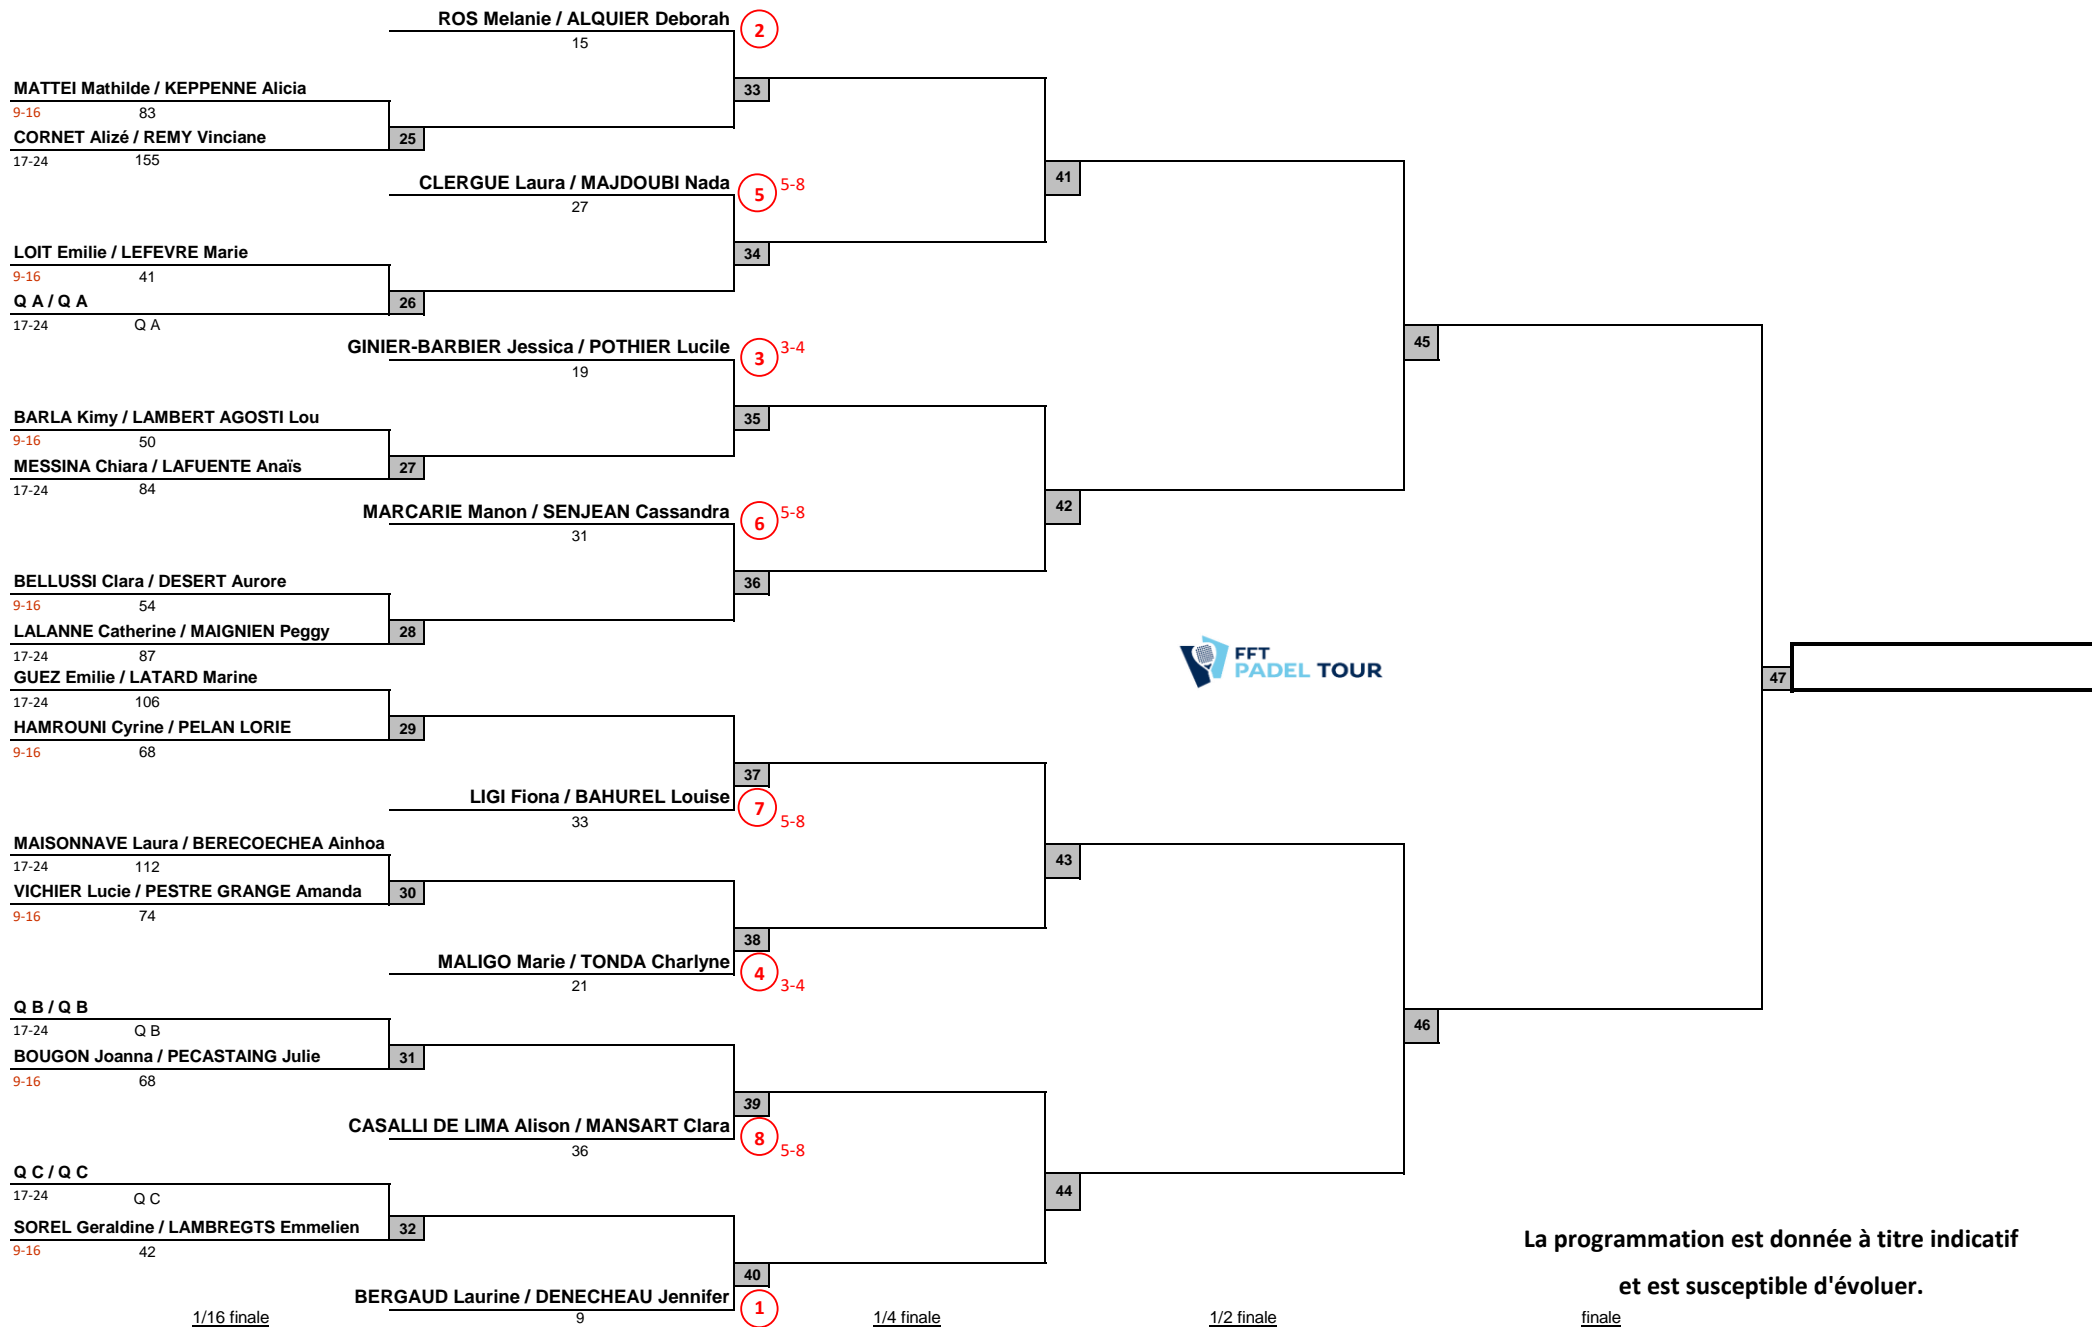 ROS Melanie / ALQUIER Deborah 2
15
MATTEI Mathilde / KEPPENNE Alicia
33
9-16 83
CORNET Alizé / REMY Vinciane 25
17-24 155
CLERGUE Laura / MAJDOUBI Nada 5 5-8
41
27
LOIT Emilie / LEFEVRE Marie
34
9-16 41
Q A / Q A 26
17-24 Q A
GINIER-BARBIER Jessica / POTHIER Lucile 3 3-4
45
19
BARLA Kimy / LAMBERT AGOSTI Lou
35
9-16 50
MESSINA Chiara / LAFUENTE Anaïs 27
17-24 84
MARCARIE Manon / SENJEAN Cassandra 6 5-8
42
31
BELLUSSI Clara / DESERT Aurore
36
9-16 54
LALANNE Catherine / MAIGNIEN Peggy 28
17-24 87
FFT
PADEL TOUR
GUEZ Emilie / LATARD Marine
47
17-24 106
HAMROUNI Cyrine / PELAN LORIE 29
9-16 68
37
LIGI Fiona / BAHUREL Louise 7 5-8
33
MAISONNAVE Laura / BERECOECHEA Ainhoa
43
17-24 112
VICHIER Lucie / PESTRE GRANGE Amanda 30
9-16 74
38
MALIGO Marie / TONDA Charlyne 4 3-4
21
Q B / Q B
46
17-24 Q B
BOUGON Joanna / PECASTAING Julie 31
9-16 68
39
CASALLI DE LIMA Alison / MANSART Clara 8 5-8
36
Q C / Q C
44
17-24 Q C
SOREL Geraldine / LAMBREGTS Emmelien 32
9-16 42
La programmation est donnée à titre indicatif
40
et est susceptible d'évoluer.
BERGAUD Laurine / DENECHEAU Jennifer 1
9
1/16 finale 1/4 finale 1/2 finale finale